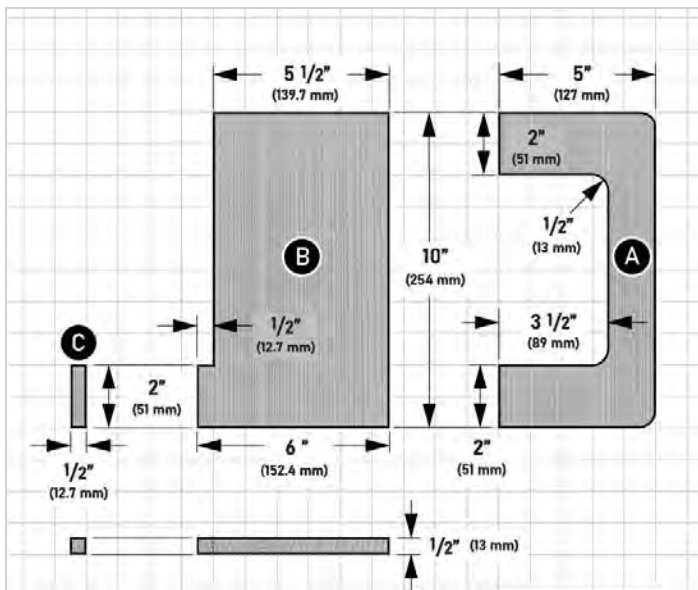 5 1/2"
(139.7 mm)
5"
(127 mm)
2"
(51 mm)
1/2"
(13 mm)
B
10"
(254 mm)
A
C
1/2"
(12.7 mm)
3 1/2"
(89 mm)
2"
(51 mm)
6 "
(152.4 mm)
2"
(51 mm)
1/2"
(12.7 mm)
1/2" (13 mm)